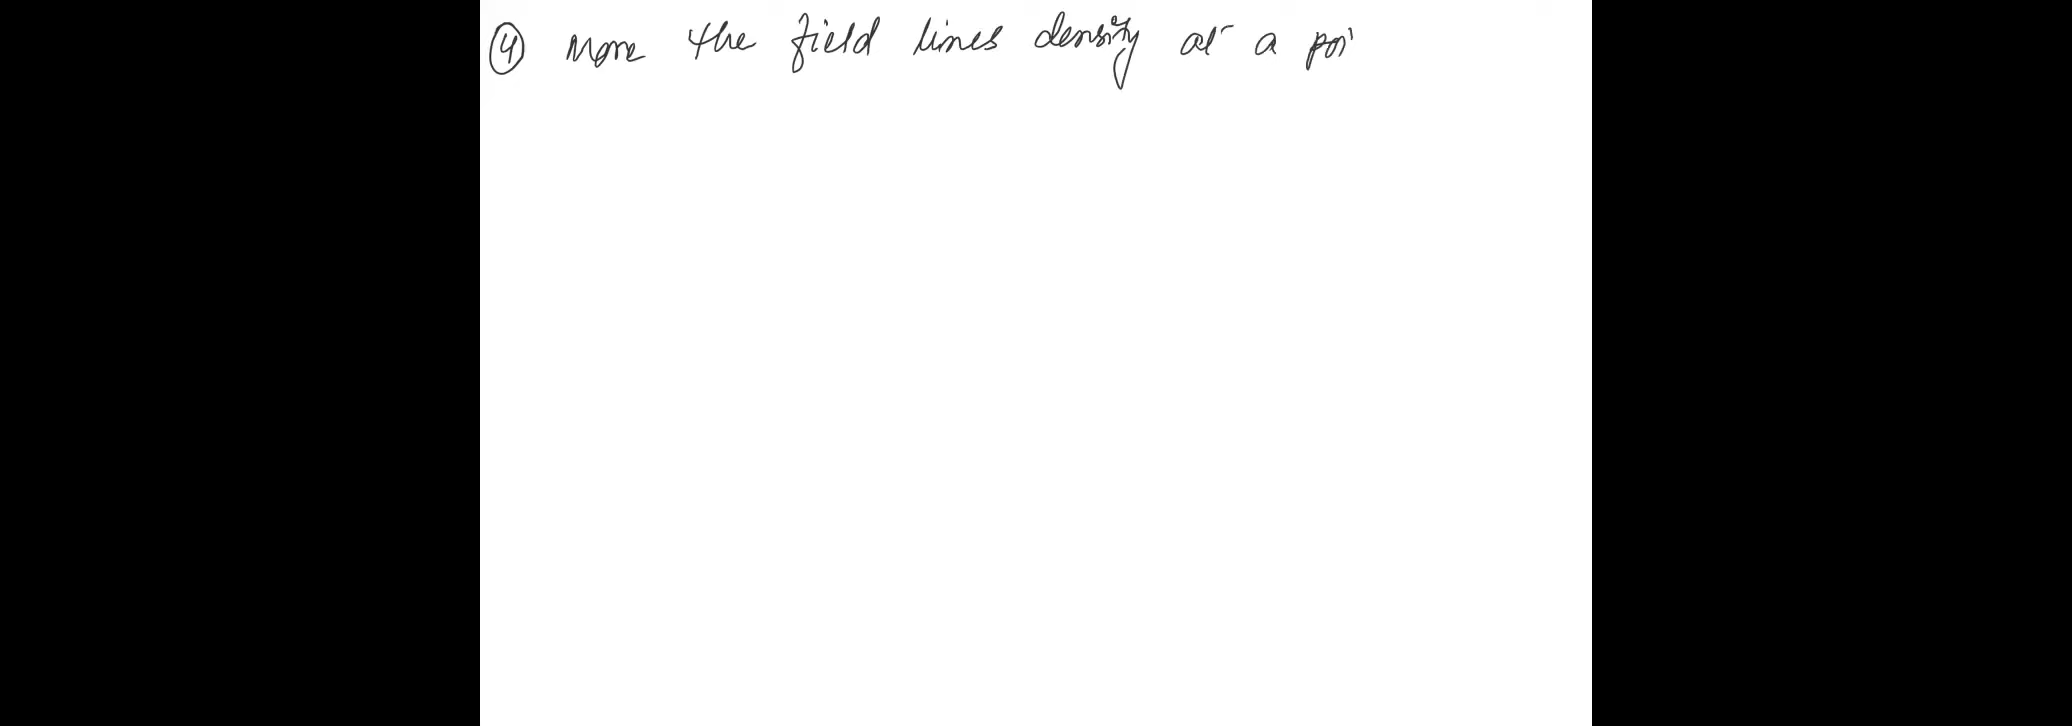 ④ More the field lines density at a poi